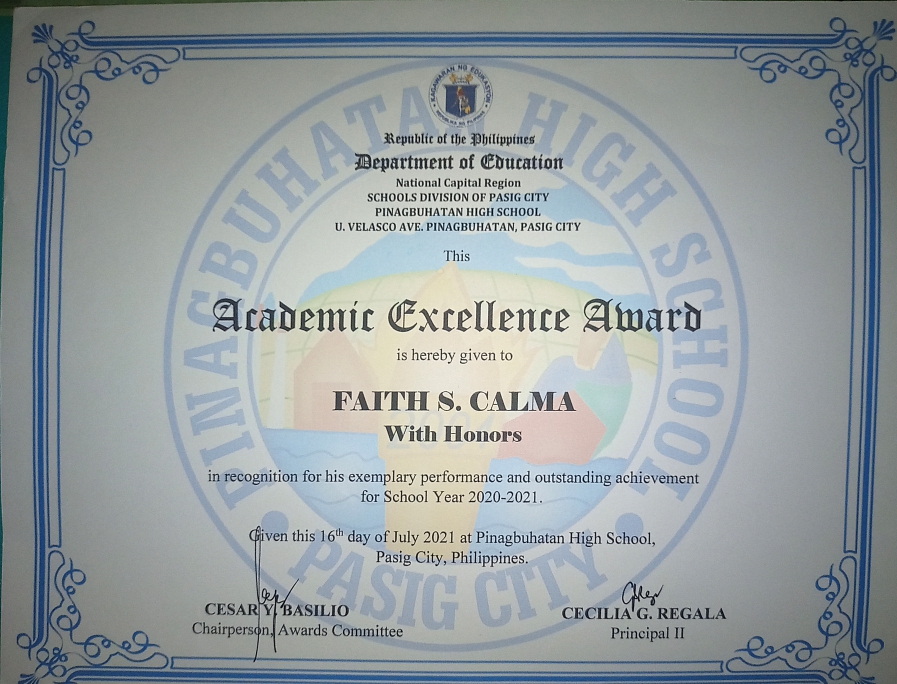 KAGAWARAN NG EDUKASYON
REPUBLIKA NG PILIPINAS
PINAGBUHATAN HIGH SCHOOL
PASIG CITY
Republic of the Philippines
Department of Education
National Capital Region
SCHOOLS DIVISION OF PASIG CITY
PINAGBUHATAN HIGH SCHOOL
U. VELASCO AVE. PINAGBUHATAN, PASIG CITY
This
Academic Excellence Award
is hereby given to
FAITH S. CALMA
With Honors
in recognition for his exemplary performance and outstanding achievement
for School Year 2020-2021.
Given this 16th day of July 2021 at Pinagbuhatan High School,
Pasig City, Philippines.
CESAR Y. BASILIO
Chairperson, Awards Committee
CECILIA G. REGALA
Principal II